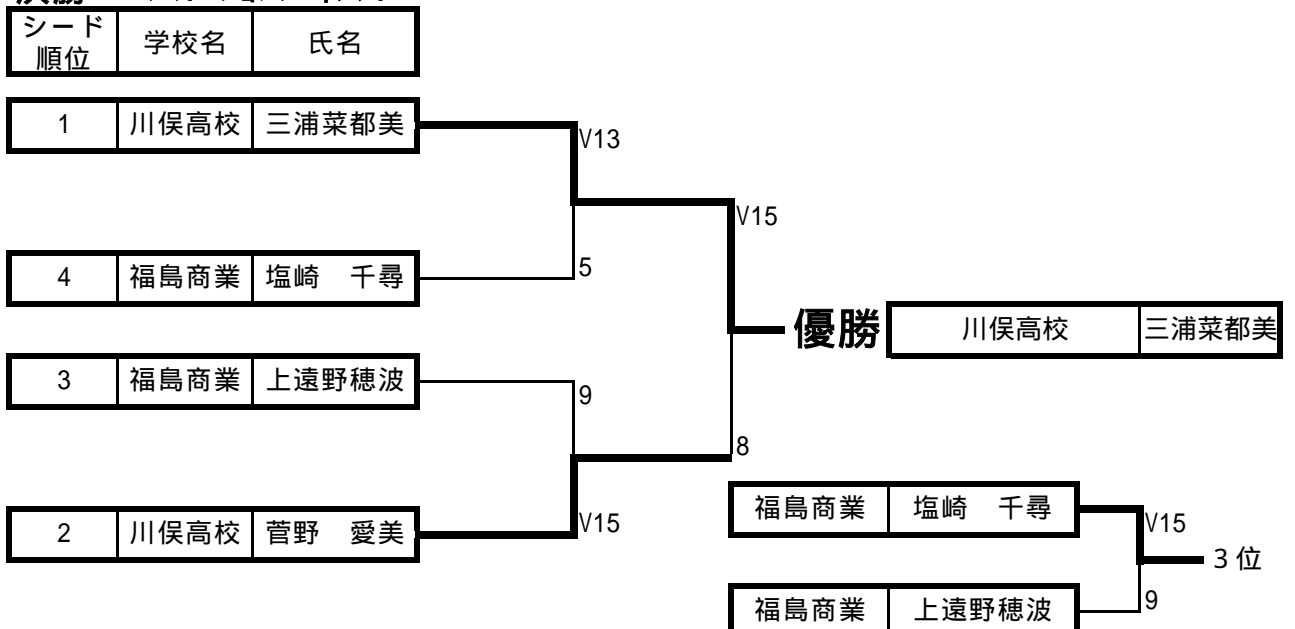 シード順位 学校名 氏名
1 川俣高校 三浦菜都美
V13
V15
4 福島商業 塩崎　千尋
5
優勝 川俣高校 三浦菜都美
3 福島商業 上遠野穂波
9
8
福島商業 塩崎　千尋
2 川俣高校 菅野　愛美
V15
V15
3位
福島商業 上遠野穂波
9